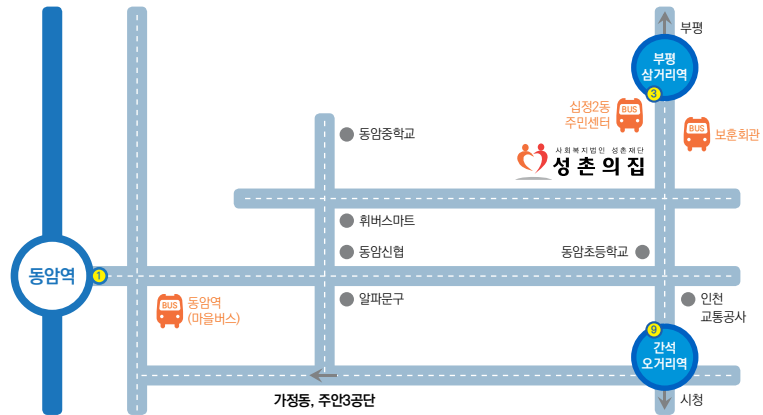 부평
부평
삼거리역
3
십정2동
주민센터
BUS
BUS
보훈회관
동암중학교
사회복지법인 성촌재단
성촌의집
휘버스마트
동암신협
동암초등학교
동암역
1
BUS
동암역
(마을버스)
알파문구
인천
교통공사
9
간석
오거리역
가정동, 주안3공단
시청